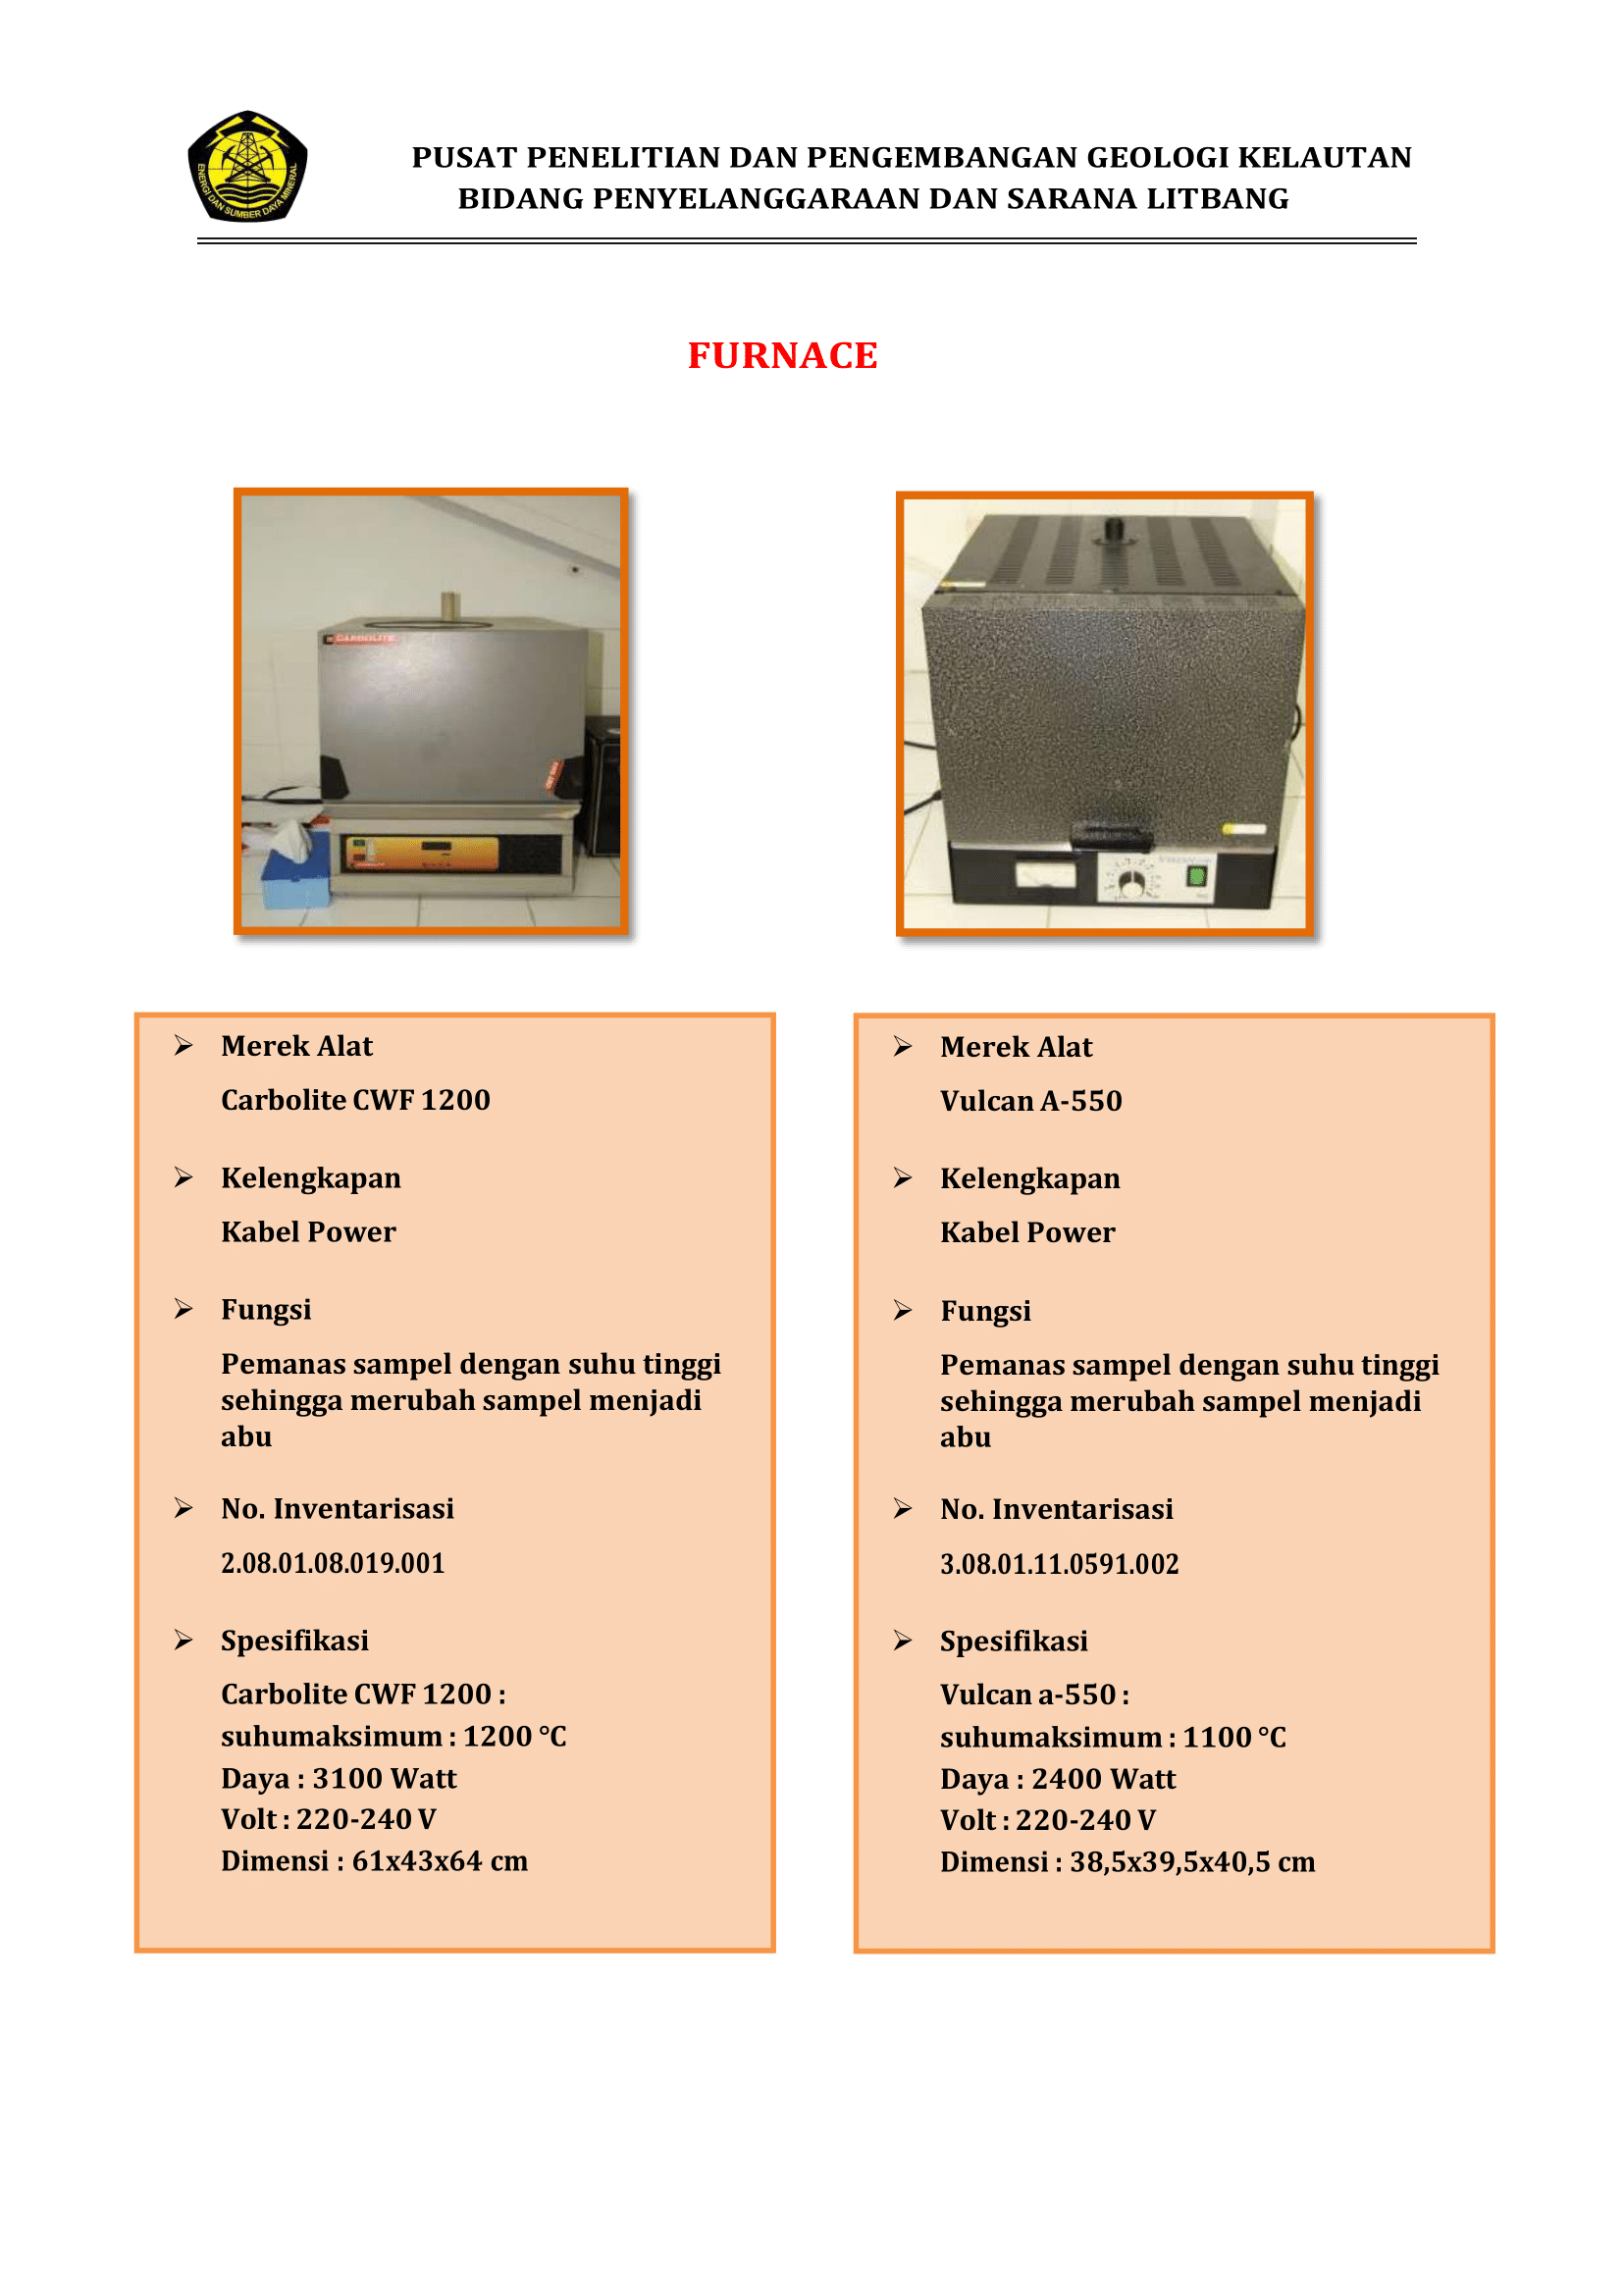 ENERGI DAN SUMBER DAYA MINERAL
PUSAT PENELITIAN DAN PENGEMBANGAN GEOLOGI KELAUTAN
BIDANG PENYELANGGARAAN DAN SARANA LITBANG
FURNACE
CARBOLITE
➢ Merek Alat
Carbolite CWF 1200
➢ Kelengkapan
Kabel Power
➢ Fungsi
Pemanas sampel dengan suhu tinggi
sehingga merubah sampel menjadi
abu
➢ No. Inventarisasi
2.08.01.08.019.001
➢ Spesifikasi
Carbolite CWF 1200 :
suhumaksimum : 1200 °C
Daya : 3100 Watt
Volt : 220-240 V
Dimensi : 61x43x64 cm
➢ Merek Alat
Vulcan A-550
➢ Kelengkapan
Kabel Power
➢ Fungsi
Pemanas sampel dengan suhu tinggi
sehingga merubah sampel menjadi
abu
➢ No. Inventarisasi
3.08.01.11.0591.002
➢ Spesifikasi
Vulcan a-550 :
suhumaksimum : 1100 °C
Daya : 2400 Watt
Volt : 220-240 V
Dimensi : 38,5x39,5x40,5 cm